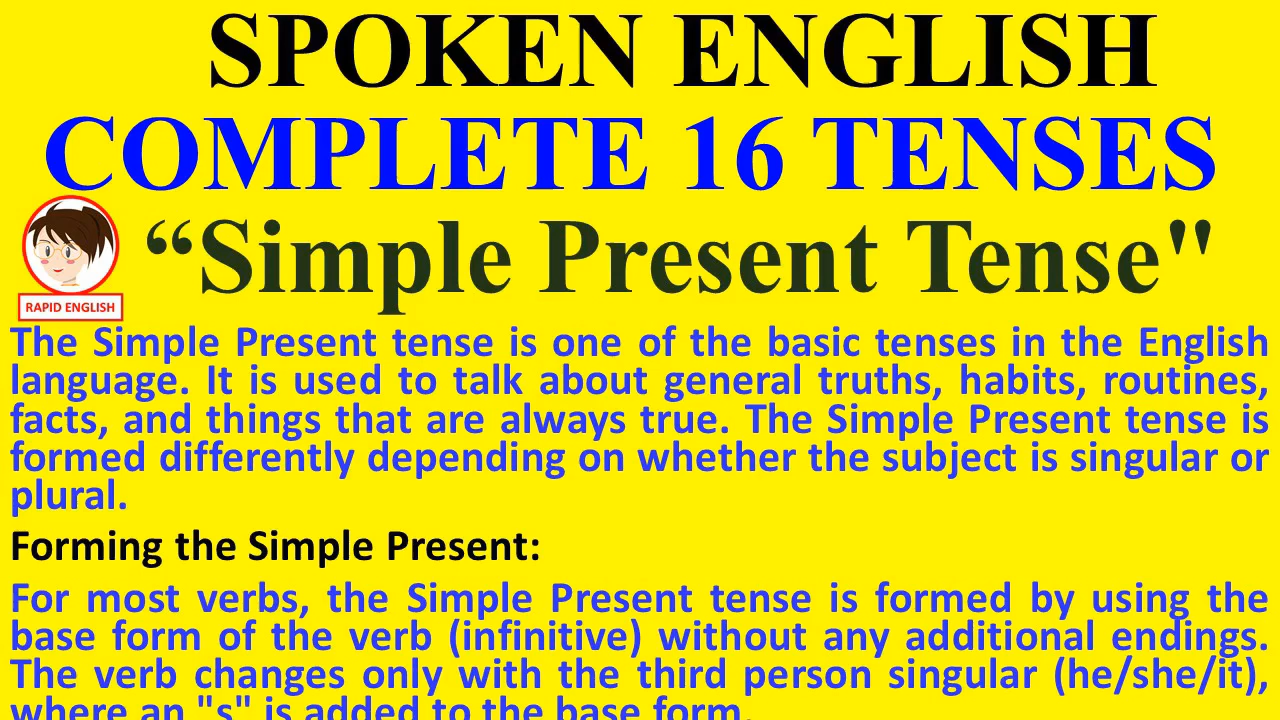 SPOKEN ENGLISH
COMPLETE 16 TENSES
“Simple Present Tense"
RAPID ENGLISH
The Simple Present tense is one of the basic tenses in the English
language. It is used to talk about general truths, habits, routines,
facts, and things that are always true. The Simple Present tense is
formed differently depending on whether the subject is singular or
plural.
Forming the Simple Present:
For most verbs, the Simple Present tense is formed by using the
base form of the verb (infinitive) without any additional endings.
The verb changes only with the third person singular (he/she/it),
where an "s" is added to the base form.